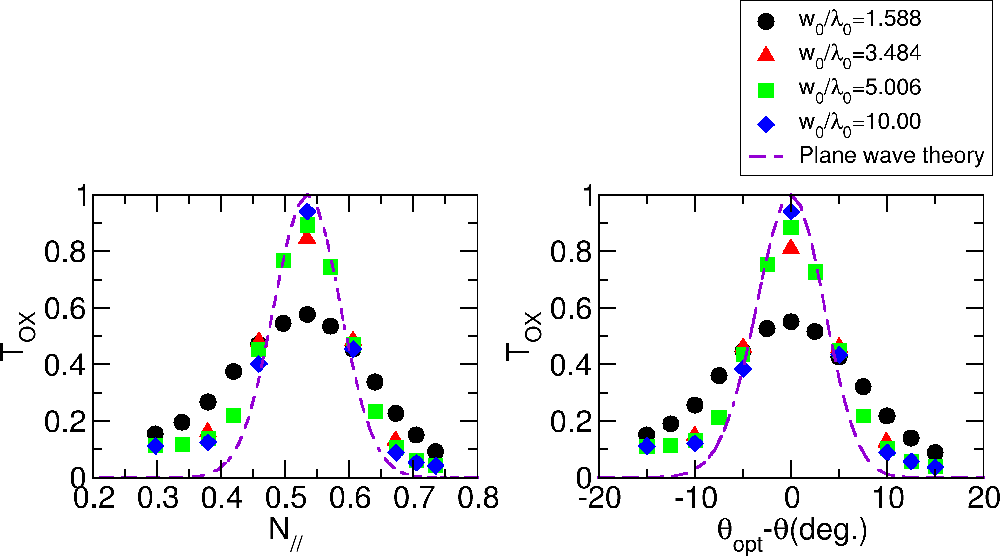 w0/λ0=1.588
w0/λ0=3.484
w0/λ0=5.006
w0/λ0=10.00
Plane wave theory
1
0.8
0.6
0.4
0.2
0
TOX
0.2 0.3 0.4 0.5 0.6 0.7 0.8
N//
1
0.8
0.6
0.4
0.2
0
TOX
-20 -10 0 10 20
θopt-θ(deg.)